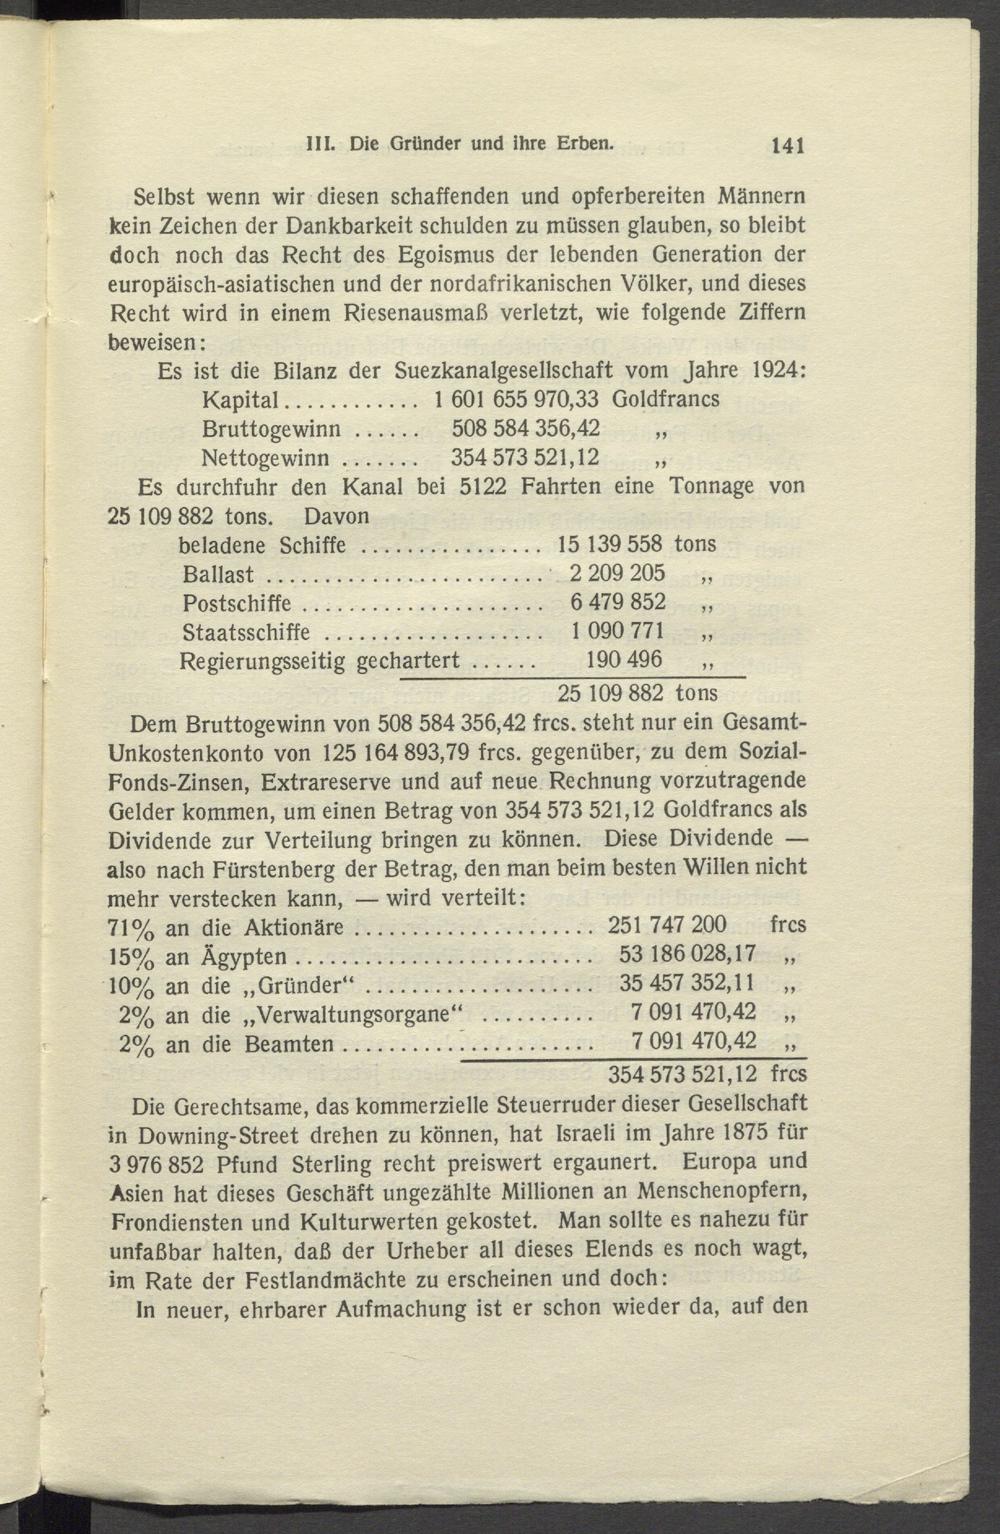 III. Die Gründer und ihre Erben. 141
Selbst wenn wir diesen schaffenden und opferbereiten Männern
kein Zeichen der Dankbarkeit schulden zu müssen glauben, so bleibt
doch noch das Recht des Egoismus der lebenden Generation der
europäisch-asiatischen und der nordafrikanischen Völker, und dieses
Recht wird in einem Riesenausmaß verletzt, wie folgende Ziffern
beweisen:
Es ist die Bilanz der Suezkanalgesellschaft vom Jahre 1924:
Kapital............ 1 601 655 970,33 Goldfrancs
Bruttogewinn ...... 508 584 356,42 „
Nettogewinn ....... 354 573 521,12 „
Es durchfuhr den Kanal bei 5122 Fahrten eine Tonnage von
25 109 882 tons. Davon
beladene Schiffe ................ 15 139 558 tons
Ballast ........................ 2 209 205 „
Postschiffe ..................... 6 479 852 „
Staatsschiffe ................... 1 090 771 „
Regierungsseitig gechartert ...... 190 496 „
25 109 882 tons
Dem Bruttogewinn von 508 584 356,42 frcs. steht nur ein Gesamt-
Unkostenkonto von 125 164 893,79 frcs. gegenüber, zu dem Sozial-
Fonds-Zinsen, Extrareserve und auf neue Rechnung vorzutragende
Gelder kommen, um einen Betrag von 354 573 521,12 Goldfrancs als
Dividende zur Verteilung bringen zu können. Diese Dividende —
also nach Fürstenberg der Betrag, den man beim besten Willen nicht
mehr verstecken kann, — wird verteilt:
71% an die Aktionäre ..................... 251 747 200 frcs
15% an Ägypten .......................... 53 186 028,17 „
10% an die „Gründer“ .................... 35 457 352,11 „
2% an die „Verwaltungsorgane“ .......... 7 091 470,42 „
2% an die Beamten ...................... 7 091 470,42 „
354 573 521,12 frcs
Die Gerechtsame, das kommerzielle Steuerruder dieser Gesellschaft
in Downing-Street drehen zu können, hat Israeli im Jahre 1875 für
3 976 852 Pfund Sterling recht preiswert ergaunert. Europa und
Asien hat dieses Geschäft ungezählte Millionen an Menschenopfern,
Frondiensten und Kulturwerten gekostet. Man sollte es nahezu für
unfaßbar halten, daß der Urheber all dieses Elends es noch wagt,
im Rate der Festlandmächte zu erscheinen und doch:
In neuer, ehrbarer Aufmachung ist er schon wieder da, auf den